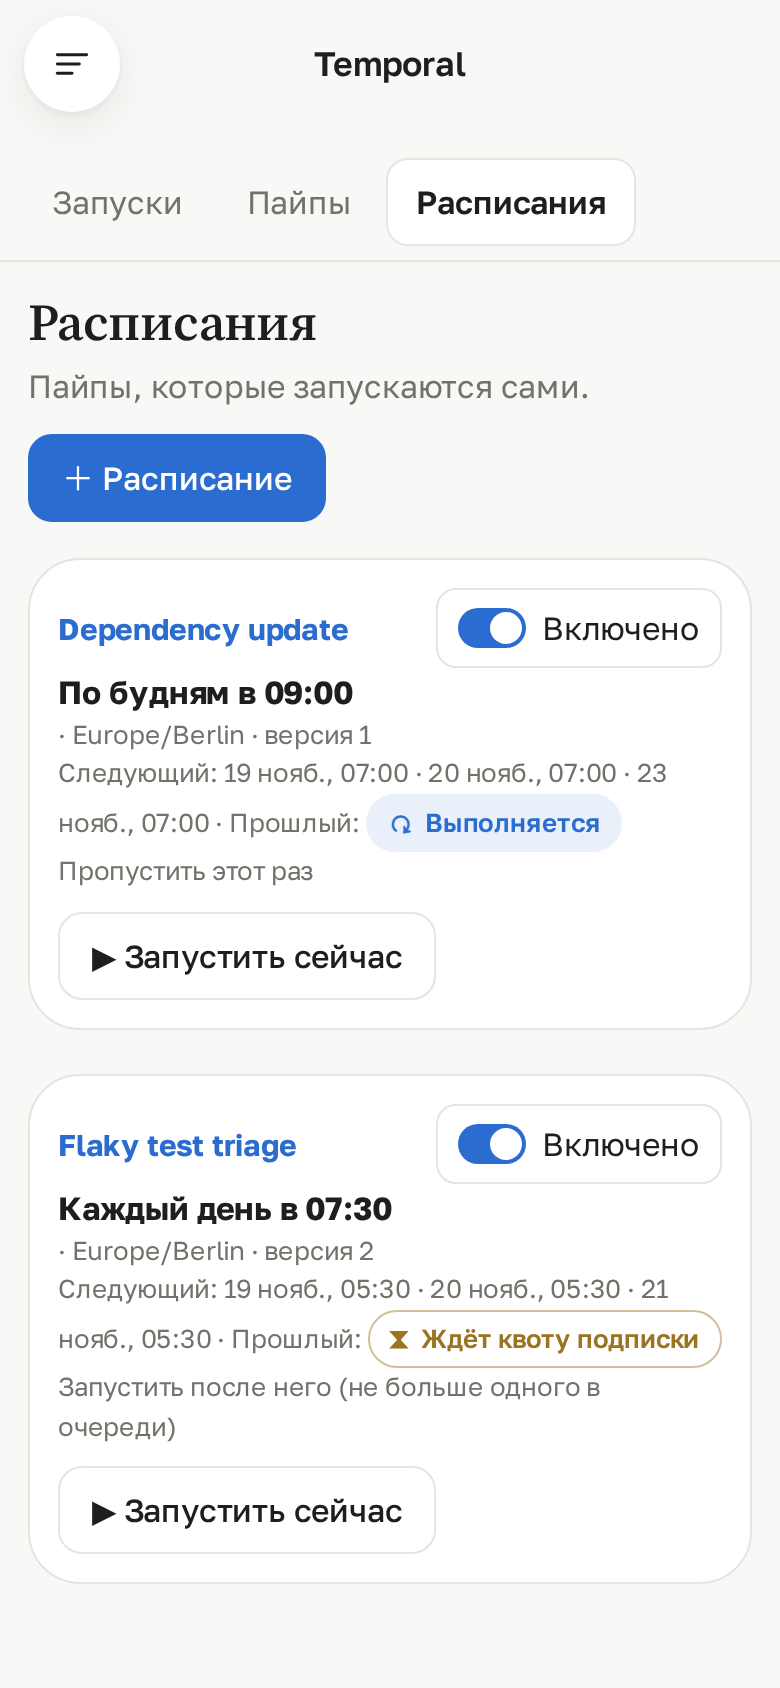 Temporal
Запуски Пайпы Расписания
Расписания
Пайпы, которые запускаются сами.
+ Расписание
Dependency update Включено
По будням в 09:00
· Europe/Berlin · версия 1
Следующий: 19 нояб., 07:00 · 20 нояб., 07:00 · 23
нояб., 07:00 · Прошлый: Выполняется
Пропустить этот раз
▶ Запустить сейчас
Flaky test triage Включено
Каждый день в 07:30
· Europe/Berlin · версия 2
Следующий: 19 нояб., 05:30 · 20 нояб., 05:30 · 21
нояб., 05:30 · Прошлый: Ждёт квоту подписки
Запустить после него (не больше одного в
очереди)
▶ Запустить сейчас